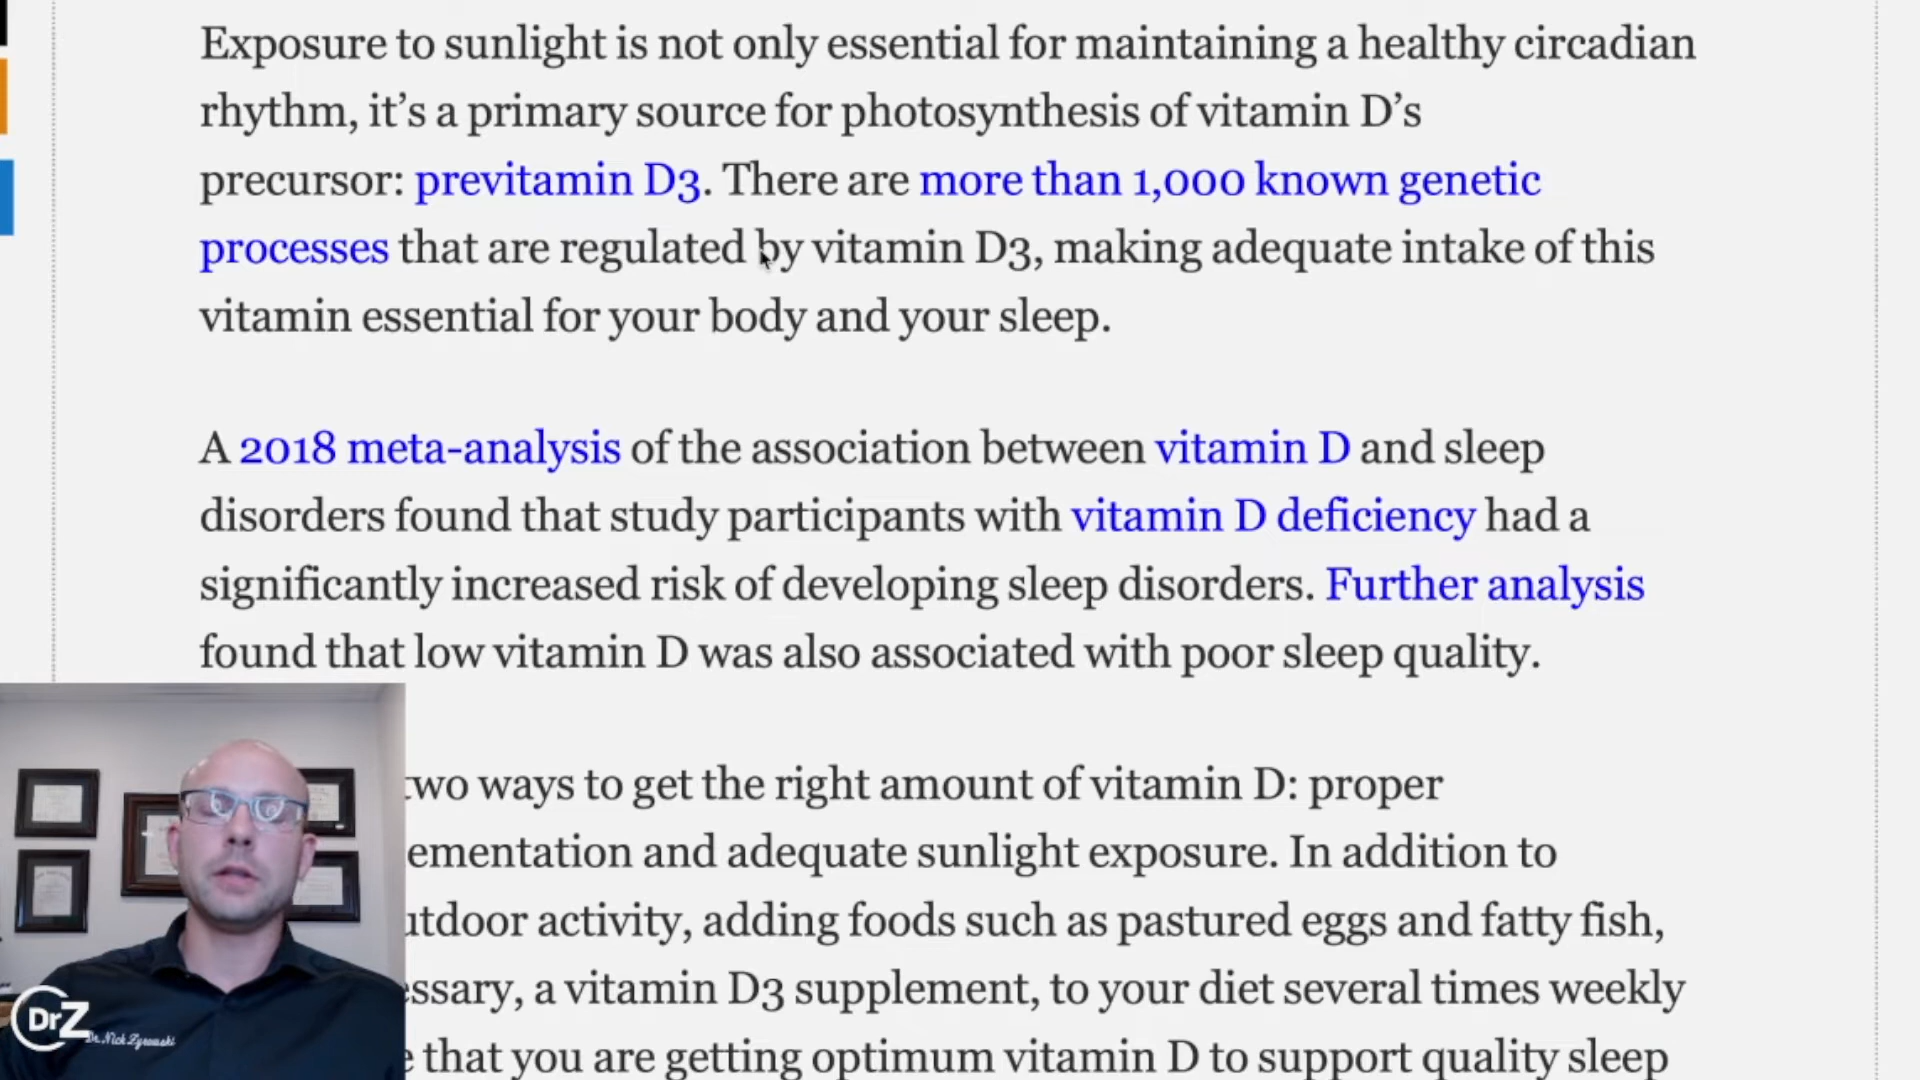 Exposure to sunlight is not only essential for maintaining a healthy circadian
rhythm, it’s a primary source for photosynthesis of vitamin D’s
precursor: previtamin D3. There are more than 1,000 known genetic
processes that are regulated by vitamin D3, making adequate intake of this
vitamin essential for your body and your sleep.
A 2018 meta-analysis of the association between vitamin D and sleep
disorders found that study participants with vitamin D deficiency had a
significantly increased risk of developing sleep disorders. Further analysis
found that low vitamin D was also associated with poor sleep quality.
two ways to get the right amount of vitamin D: proper
ementation and adequate sunlight exposure. In addition to
utdoor activity, adding foods such as pastured eggs and fatty fish,
essary, a vitamin D3 supplement, to your diet several times weekly
e that you are getting optimum vitamin D to support quality sleep
DrZ
Dr. Nick Zyrowski